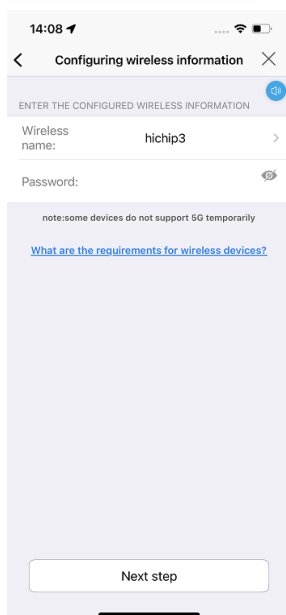 14:08
Configuring wireless information
ENTER THE CONFIGURED WIRELESS INFORMATION
Wireless
name:
hichip3
Password:
note:some devices do not support 5G temporarily
What are the requirements for wireless devices?
Next step